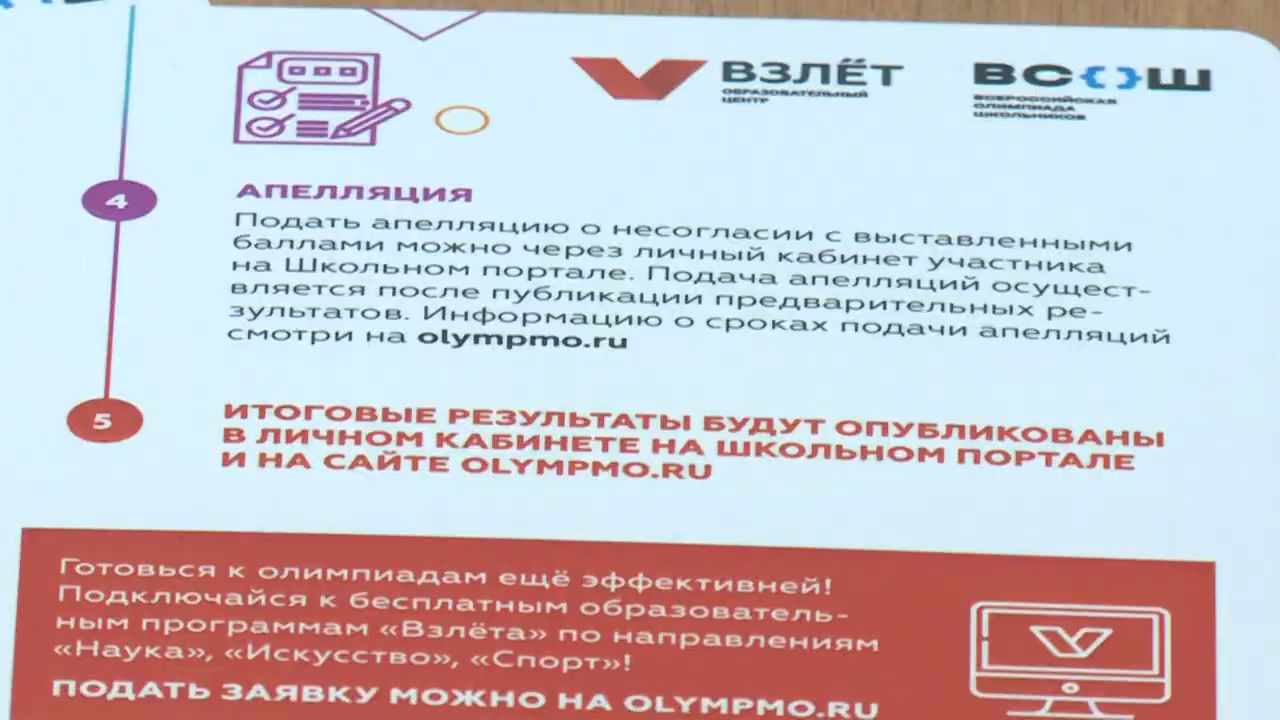 ВЗЛЁТ
ОБРАЗОВАТЕЛЬНЫЙ
ЦЕНТР
ВС{}Ш
ВСЕРОССИЙСКАЯ
ОЛИМПИАДА
ШКОЛЬНИКОВ
4
АПЕЛЛЯЦИЯ
Подать апелляцию о несогласии с выставленными
баллами можно через личный кабинет участника
на Школьном портале. Подача апелляций осущест-
вляется после публикации предварительных ре-
зультатов. Информацию о сроках подачи апелляций
смотри на olympmo.ru
5
ИТОГОВЫЕ РЕЗУЛЬТАТЫ БУДУТ ОПУБЛИКОВАНЫ
В ЛИЧНОМ КАБИНЕТЕ НА ШКОЛЬНОМ ПОРТАЛЕ
И НА САЙТЕ OLYMPMO.RU
Готовься к олимпиадам ещё эффективней!
Подключайся к бесплатным образователь-
ным программам «Взлёта» по направлениям
«Наука», «Искусство», «Спорт»!
ПОДАТЬ ЗАЯВКУ МОЖНО НА OLYMPMO.RU